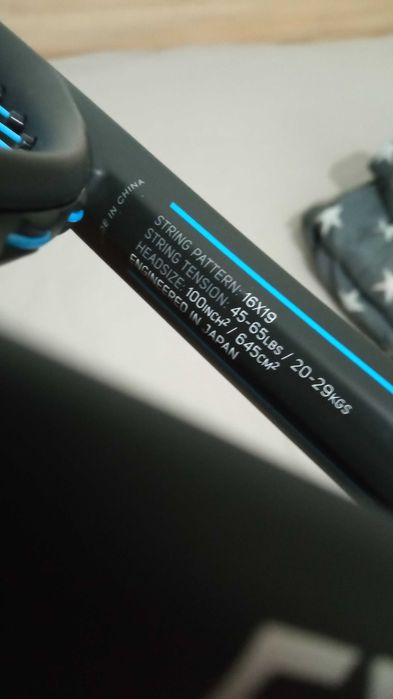 E IN CHINA
STRING PATTERN: 16X19
STRING TENSION: 45-65LBS / 20-29KGS
HEADSIZE: 100INCH² / 645CM²
ENGINEERED IN JAPAN